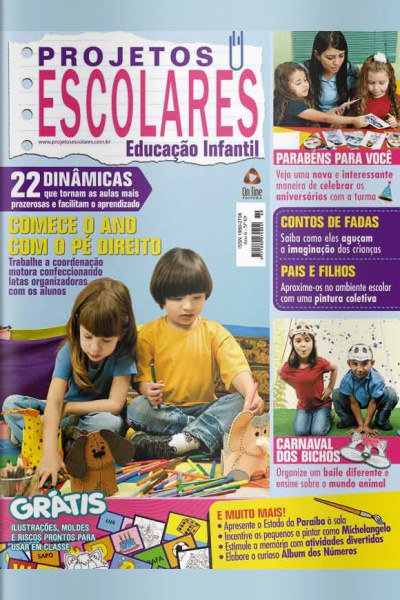 PROJETOS
ESCOLARES
www.projetosescolares.com.br
Educação Infantil
22 DINÂMICAS
que tornam as aulas mais
prazerosas e facilitam o aprendizado
COMECE O ANO
COM O PÉ DIREITO
Trabalhe a coordenação
motora confeccionando
latas organizadoras
com os alunos
On line
EDITORA
PARABÉNS PARA VOCÊ
Veja uma nova e interessante
maneira de celebrar os
aniversários com a turma
CONTOS DE FADAS
Saiba como eles aguçam
a imaginação das crianças
PAIS E FILHOS
Aproxime-os no ambiente escolar
com uma pintura coletiva
CARNAVAL
DOS BICHOS
Organize um baile diferente e
ensine sobre o mundo animal
GRÁTIS
ILUSTRAÇÕES, MOLDES
E RISCOS PRONTOS PARA
USAR EM CLASSE
SAPO
LUA
E MUITO MAIS!
• Apresente o Estado da Paraíba à sala
• Incentive os pequenos a pintar como Michelangelo
• Estimule a memória com atividades divertidas
• Elabore o curioso Álbum dos Números